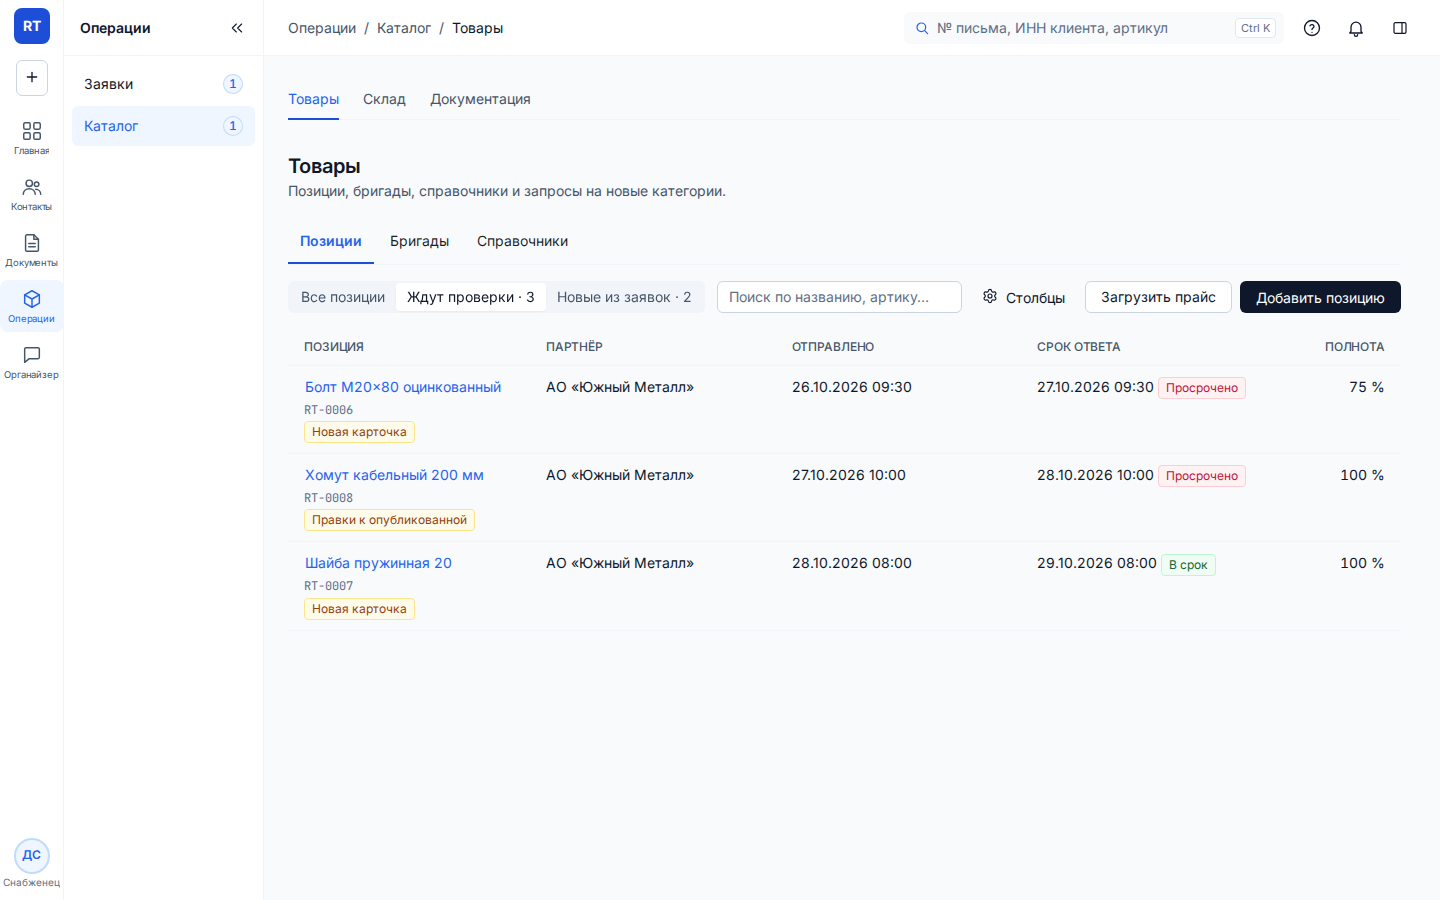 RT
Операции
Операции / Каталог / Товары
№ письма, ИНН клиента, артикул
Ctrl K
Главная
Контакты
Документы
Операции
Органайзер
ДС
Снабженец
Заявки 1
Каталог 1
Товары Склад Документация
Товары
Позиции, бригады, справочники и запросы на новые категории.
Позиции Бригады Справочники
Все позиции Ждут проверки · 3 Новые из заявок · 2 Поиск по названию, артику... Столбцы Загрузить прайс Добавить позицию
ПОЗИЦИЯ ПАРТНЁР ОТПРАВЛЕНО СРОК ОТВЕТА ПОЛНОТА
Болт М20×80 оцинкованный АО «Южный Металл» 26.10.2026 09:30 27.10.2026 09:30 Просрочено 75 %
RT-0006
Новая карточка
Хомут кабельный 200 мм АО «Южный Металл» 27.10.2026 10:00 28.10.2026 10:00 Просрочено 100 %
RT-0008
Правки к опубликованной
Шайба пружинная 20 АО «Южный Металл» 28.10.2026 08:00 29.10.2026 08:00 В срок 100 %
RT-0007
Новая карточка